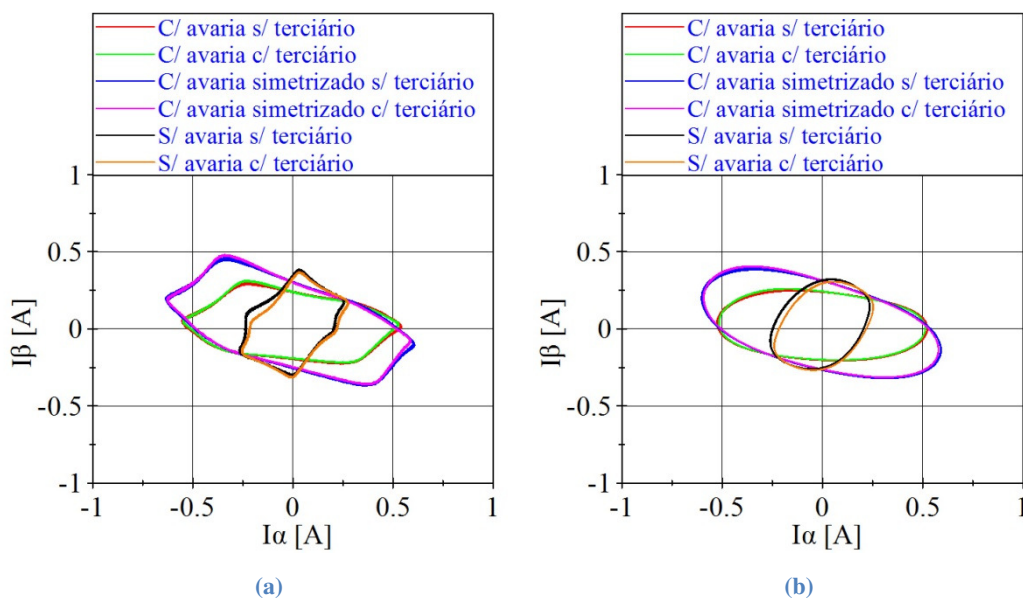 C/ avaria s/ terciário
C/ avaria c/ terciário
C/ avaria simetrizado s/ terciário
C/ avaria simetrizado c/ terciário
S/ avaria s/ terciário
S/ avaria c/ terciário
1
0.5
0
-0.5
-1
Iβ [A]
-1
-0.5
0
0.5
1
Iα [A]
(a)
C/ avaria s/ terciário
C/ avaria c/ terciário
C/ avaria simetrizado s/ terciário
C/ avaria simetrizado c/ terciário
S/ avaria s/ terciário
S/ avaria c/ terciário
1
0.5
0
-0.5
-1
Iβ [A]
-1
-0.5
0
0.5
1
Iα [A]
(b)